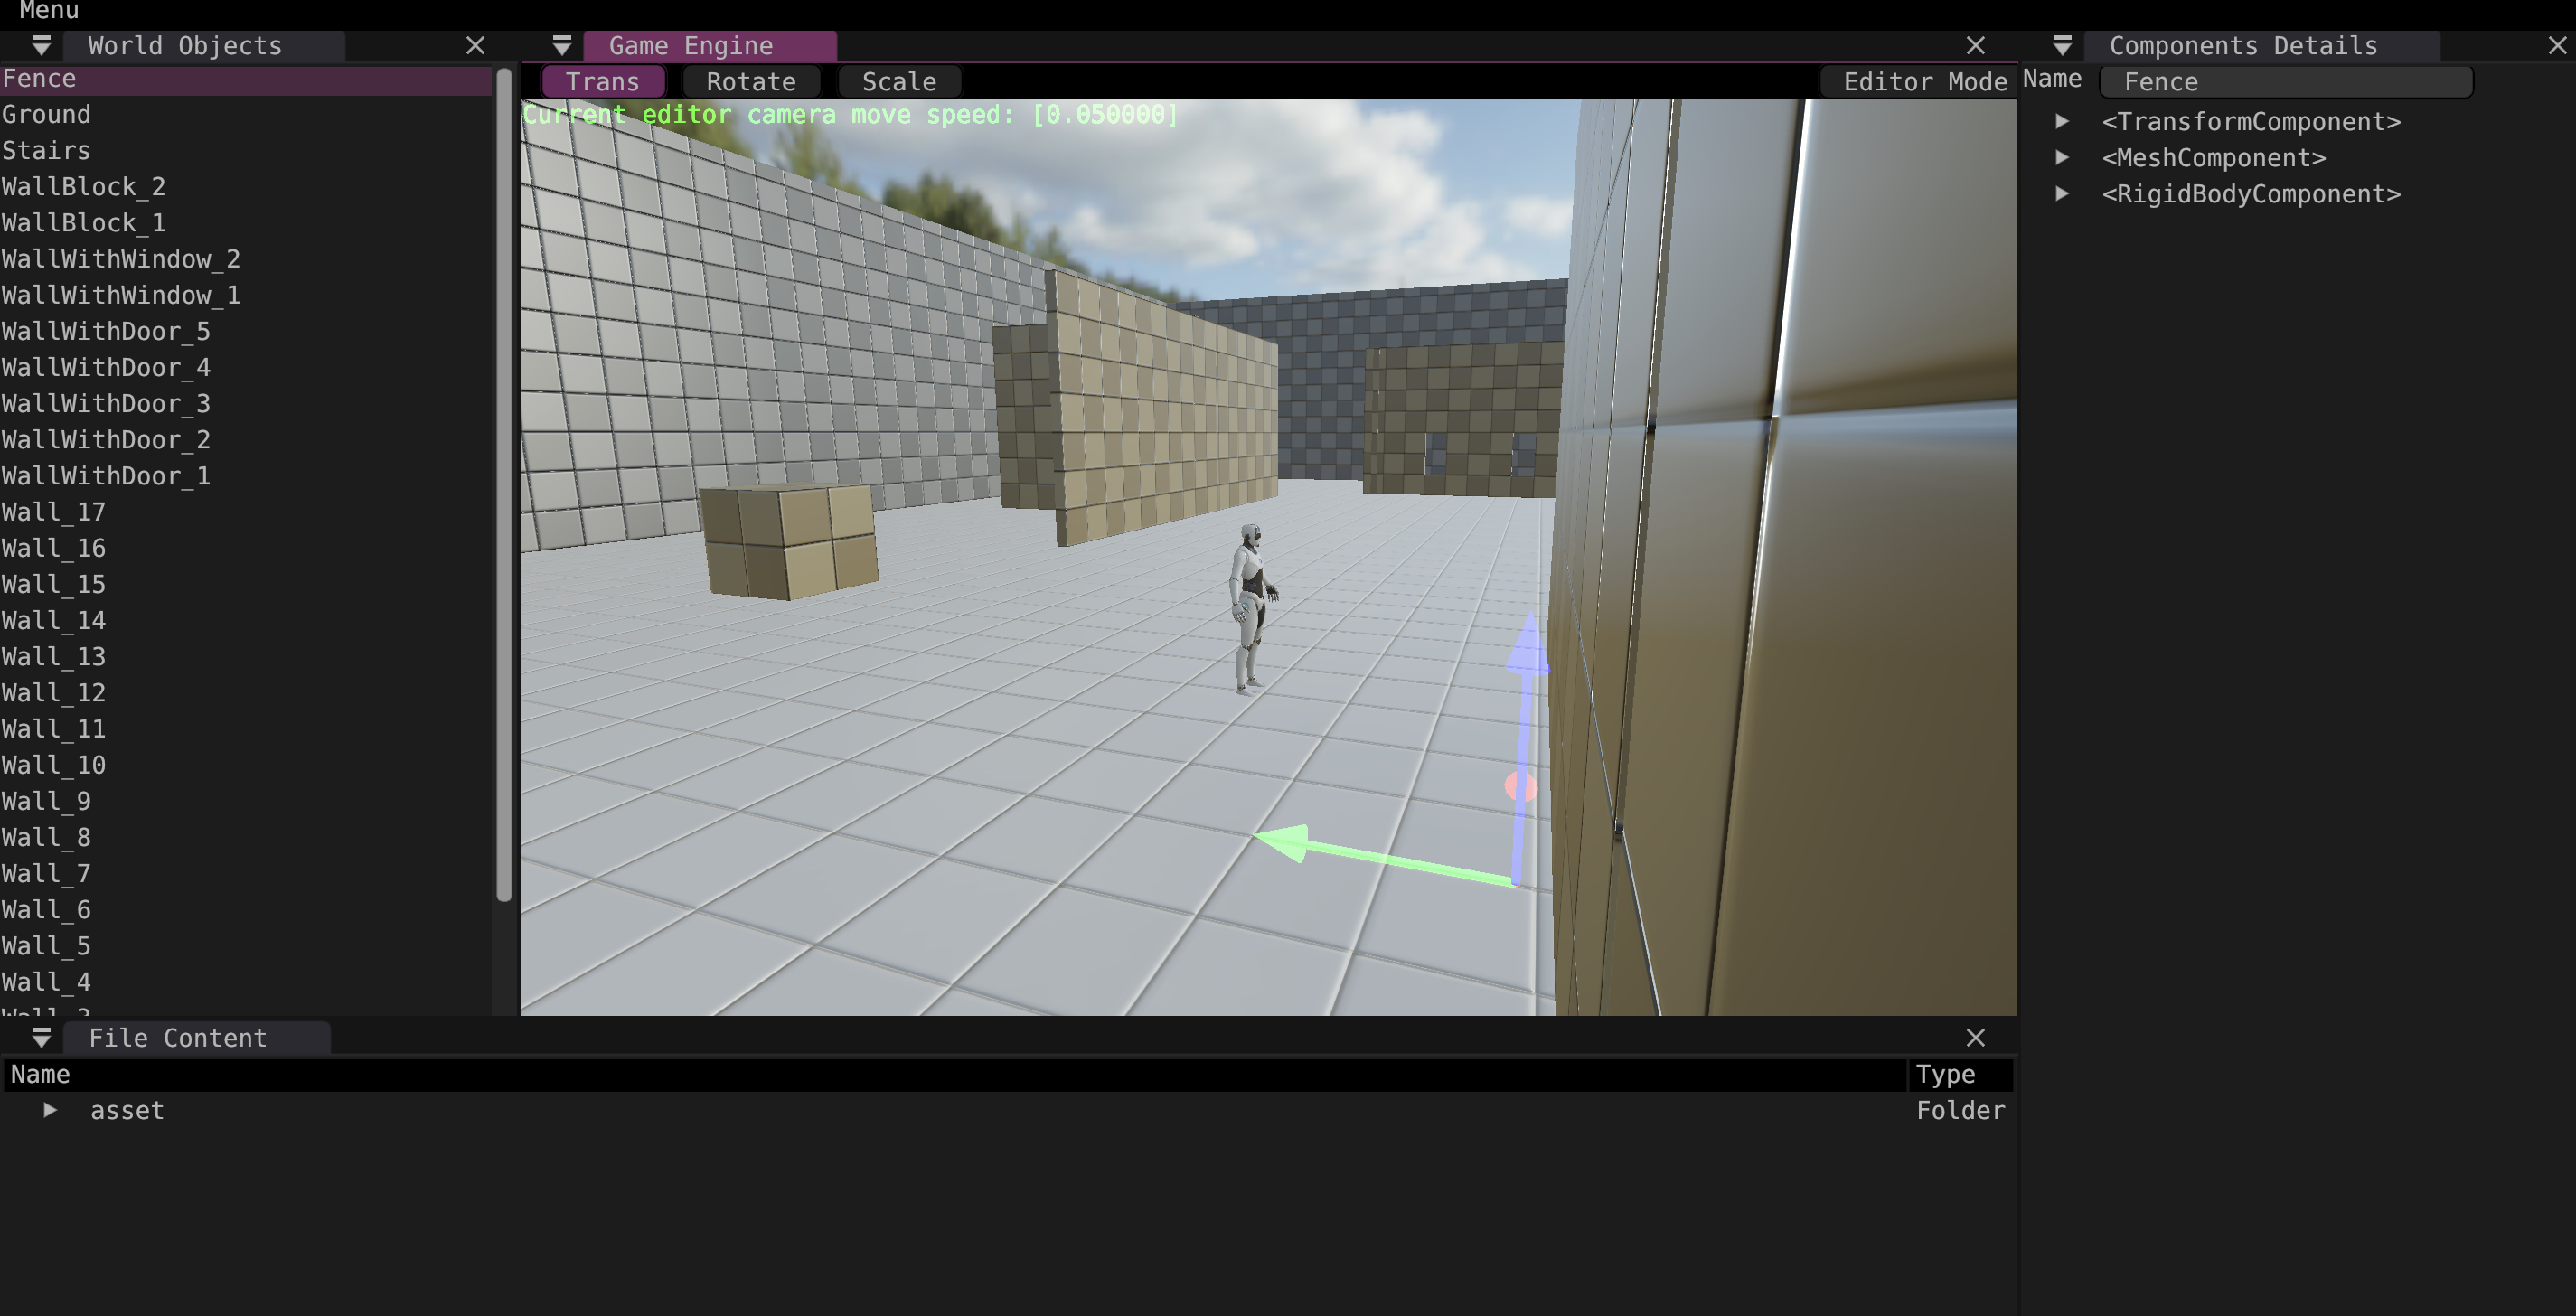 Menu
World Objects
Fence
Ground
Stairs
WallBlock_2
WallBlock_1
WallWithWindow_2
WallWithWindow_1
WallWithDoor_5
WallWithDoor_4
WallWithDoor_3
WallWithDoor_2
WallWithDoor_1
Wall_17
Wall_16
Wall_15
Wall_14
Wall_13
Wall_12
Wall_11
Wall_10
Wall_9
Wall_8
Wall_7
Wall_6
Wall_5
Wall_4
Game Engine
Trans Rotate Scale Editor Mode
Current editor camera move speed: [0.050000]
Components Details
Name Fence
<TransformComponent>
<MeshComponent>
<RigidBodyComponent>
File Content
Name Type
asset Folder